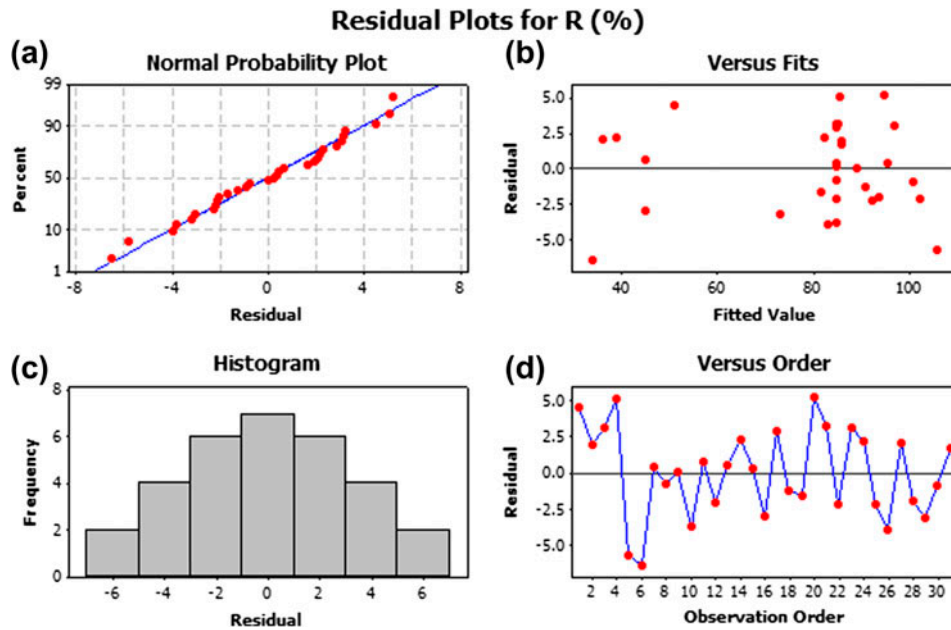 Residual Plots for R (%)
(a)
Normal Probability Plot
99
90
50
10
1
Percent
-8 -4 0 4 8
Residual
(b)
Versus Fits
5.0
2.5
0.0
-2.5
-5.0
Residual
40 60 80 100
Fitted Value
(c)
Histogram
8
6
4
2
0
Frequency
-6 -4 -2 0 2 4 6
Residual
(d)
Versus Order
5.0
2.5
0.0
-2.5
-5.0
Residual
2 4 6 8 10 12 14 16 18 20 22 24 26 28 30
Observation Order